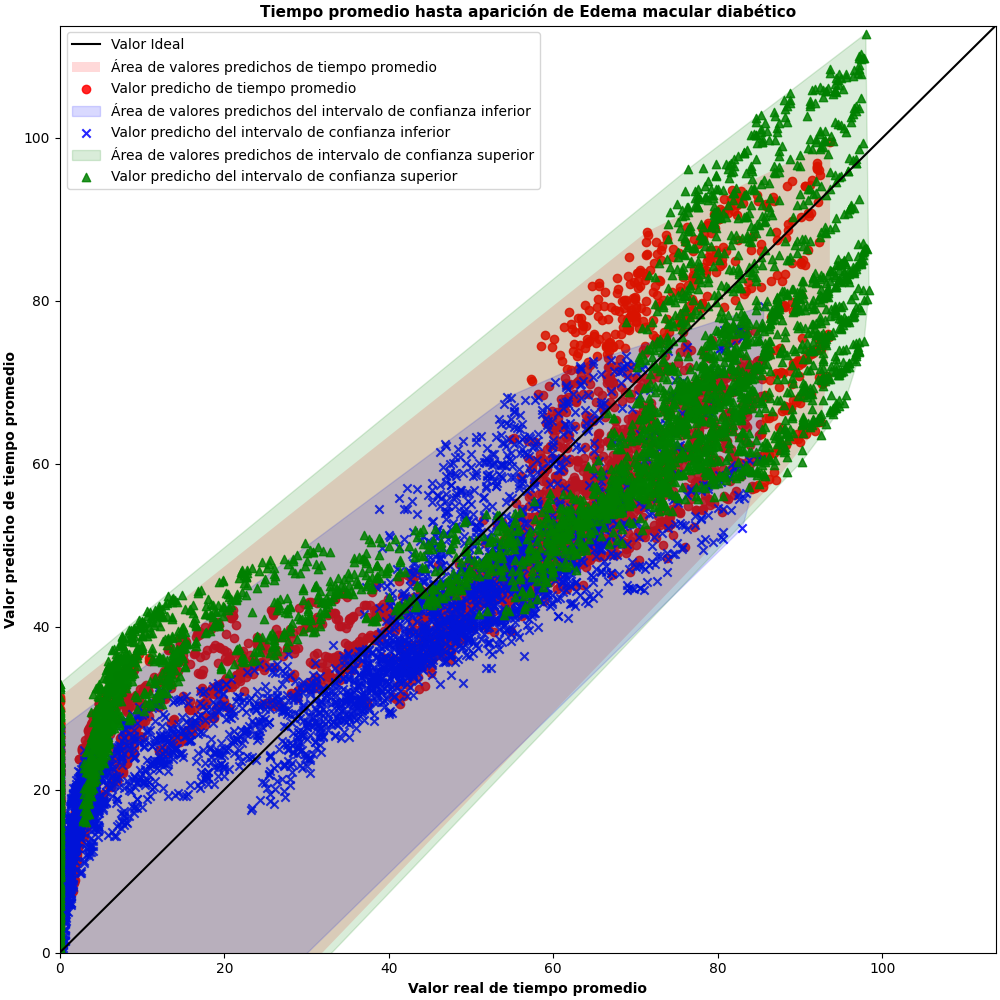 Tiempo promedio hasta aparición de Edema macular diabético
Valor Ideal
Área de valores predichos de tiempo promedio
Valor predicho de tiempo promedio
Área de valores predichos del intervalo de confianza inferior
Valor predicho del intervalo de confianza inferior
Área de valores predichos de intervalo de confianza superior
Valor predicho del intervalo de confianza superior
Valor predicho de tiempo promedio
100
80
60
40
20
0
0 20 40 60 80 100
Valor real de tiempo promedio